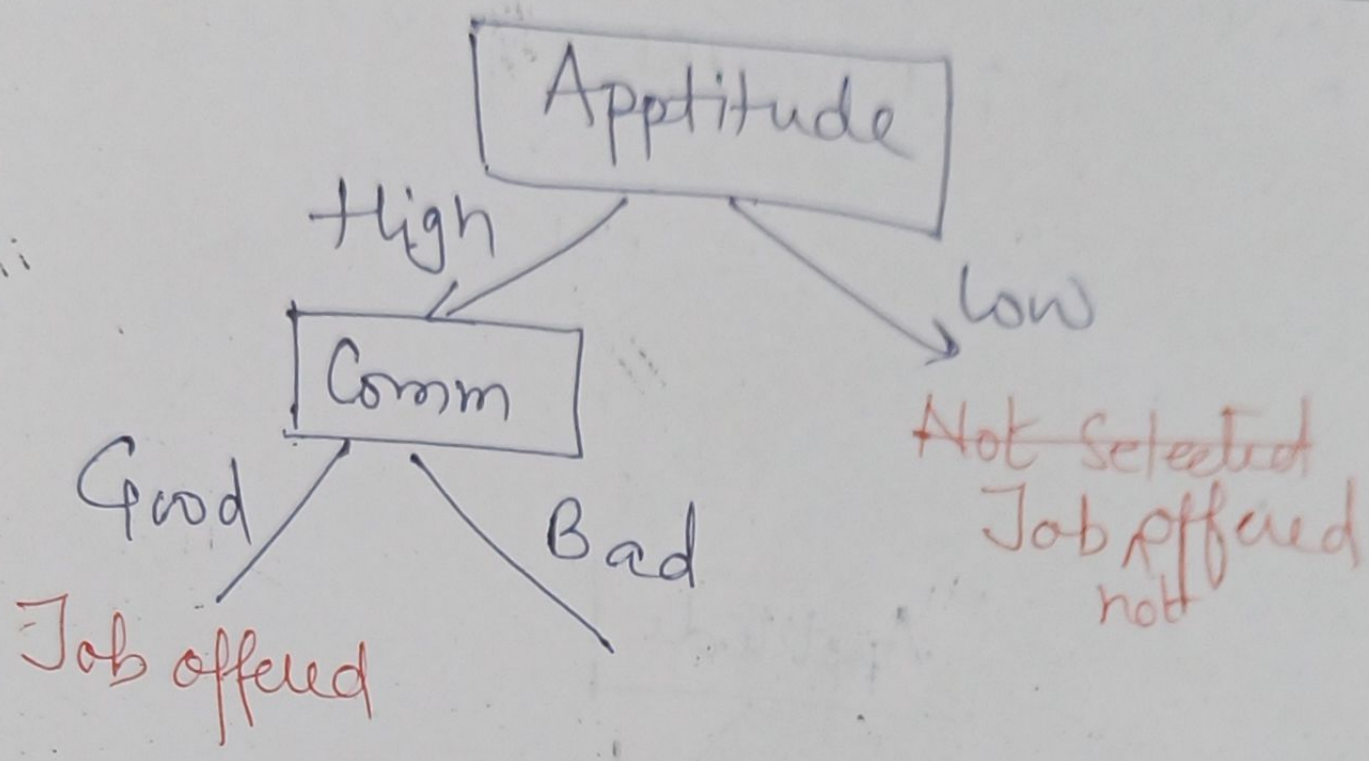 Apptitude
High
Low
Comm
Not Selected
Good
Bad
Job offered
not
Job offered